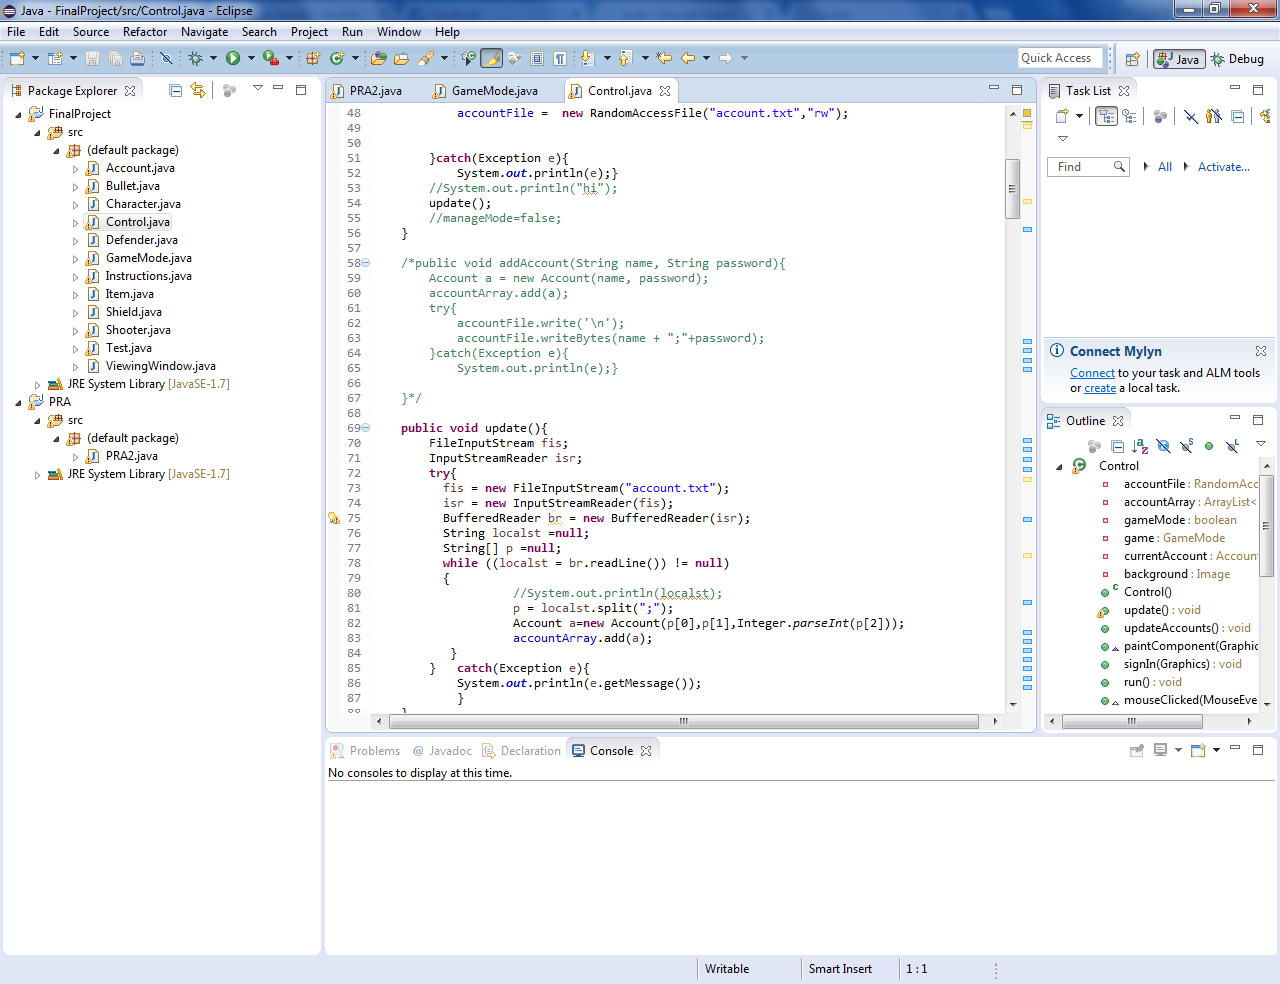 Java - FinalProject/src/Control.java - Eclipse
File Edit Source Refactor Navigate Search Project Run Window Help
Quick Access
Java
Debug
Package Explorer
FinalProject
src
(default package)
Account.java
Bullet.java
Character.java
Control.java
Defender.java
GameMode.java
Instructions.java
Item.java
Shield.java
Shooter.java
Test.java
ViewingWindow.java
JRE System Library [JavaSE-1.7]
PRA
src
(default package)
PRA2.java
JRE System Library [JavaSE-1.7]
PRA2.java GameMode.java Control.java
48 accountFile =  new RandomAccessFile("account.txt","rw");
49
50
51 }catch(Exception e){
52 System.out.println(e);}
53 //System.out.println("hi");
54 update();
55 //manageMode=false;
56 }
57
58 /*public void addAccount(String name, String password){
59 Account a = new Account(name, password);
60 accountArray.add(a);
61 try{
62 accountFile.write('\n');
63 accountFile.writeBytes(name + ";"+password);
64 }catch(Exception e){
65 System.out.println(e);}
66
67 }*/
68
69 public void update(){
70 FileInputStream fis;
71 InputStreamReader isr;
72 try{
73 fis = new FileInputStream("account.txt");
74 isr = new InputStreamReader(fis);
75 BufferedReader br = new BufferedReader(isr);
76 String localst =null;
77 String[] p =null;
78 while ((localst = br.readLine()) != null)
79 {
80 //System.out.println(localst);
81 p = localst.split(";");
82 Account a=new Account(p[0],p[1],Integer.parseInt(p[2]));
83 accountArray.add(a);
84 }
85 }   catch(Exception e){
86 System.out.println(e.getMessage());
87 }
88 }
Task List
Find
All
Activate...
Connect Mylyn
Connect to your task and ALM tools
or create a local task.
Outline
Control
accountFile : RandomAcc
accountArray : ArrayList<
gameMode : boolean
game : GameMode
currentAccount : Accoun
background : Image
Control()
update() : void
updateAccounts() : void
paintComponent(Graphic
signIn(Graphics) : void
run() : void
mouseClicked(MouseEve
Problems @ Javadoc Declaration Console
No consoles to display at this time.
Writable Smart Insert 1 : 1